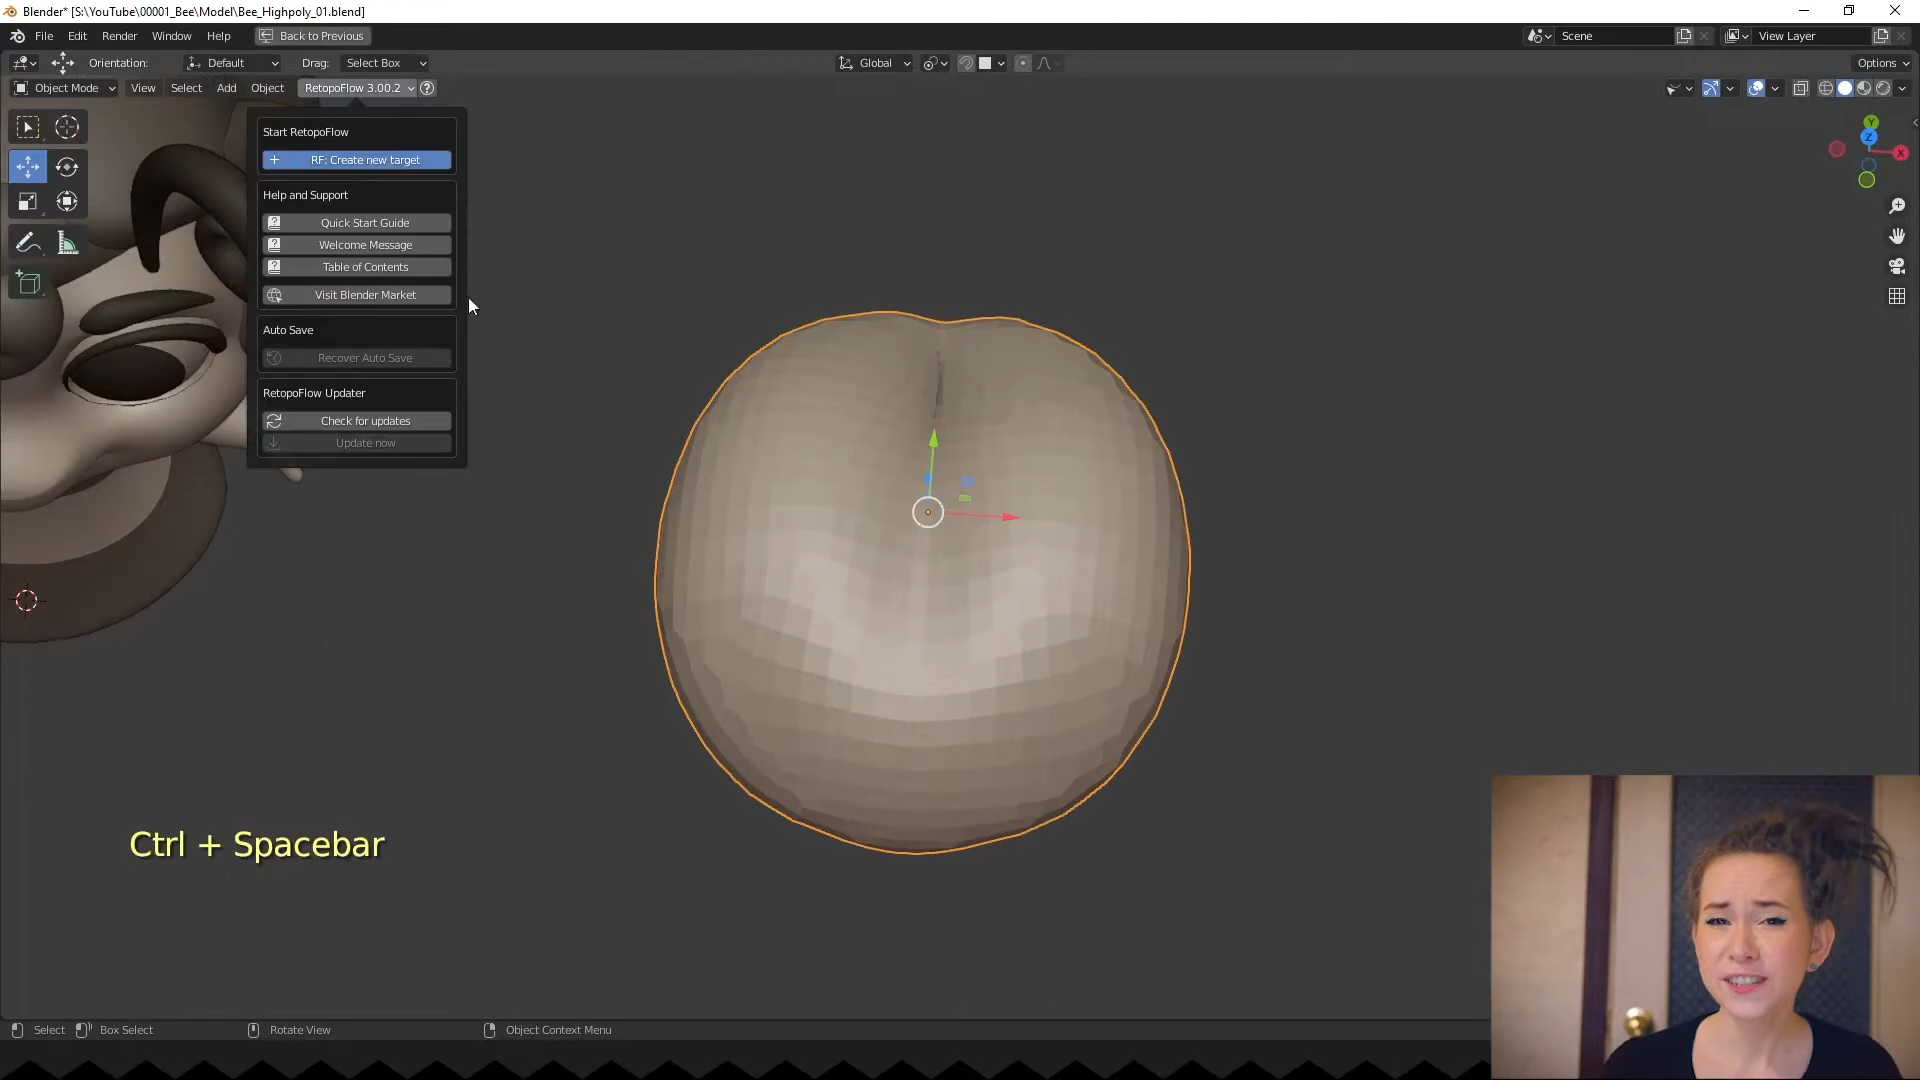 Blender* [S:\YouTube\00001_Bee\Model\Bee_Highpoly_01.blend]
File Edit Render Window Help Back to Previous Scene View Layer
Orientation: Default Drag: Select Box Global Options
Object Mode View Select Add Object RetopoFlow 3.00.2
Start RetopoFlow
RF: Create new target
Help and Support
Quick Start Guide
Welcome Message
Table of Contents
Visit Blender Market
Auto Save
Recover Auto Save
RetopoFlow Updater
Check for updates
Update now
Y
Z
X
Ctrl + Spacebar
Select Box Select Rotate View Object Context Menu